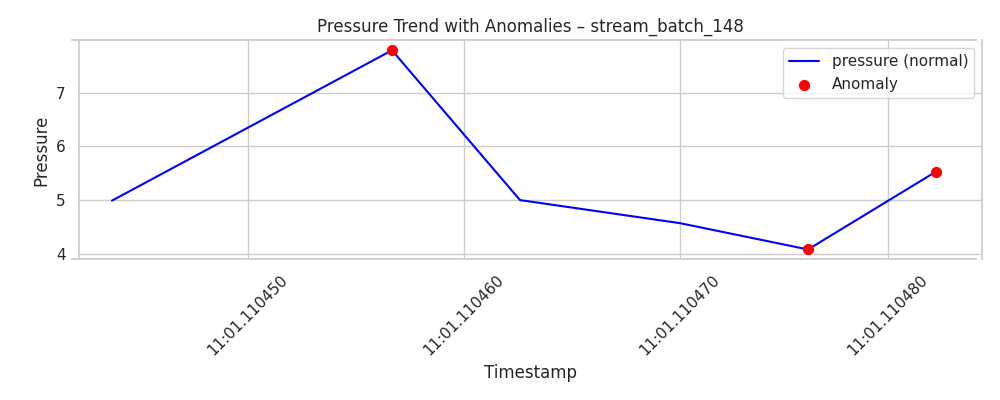 Pressure Trend with Anomalies – stream_batch_148
pressure (normal)
Anomaly
Pressure
7
6
5
4
11:01.110450
11:01.110460
11:01.110470
11:01.110480
Timestamp